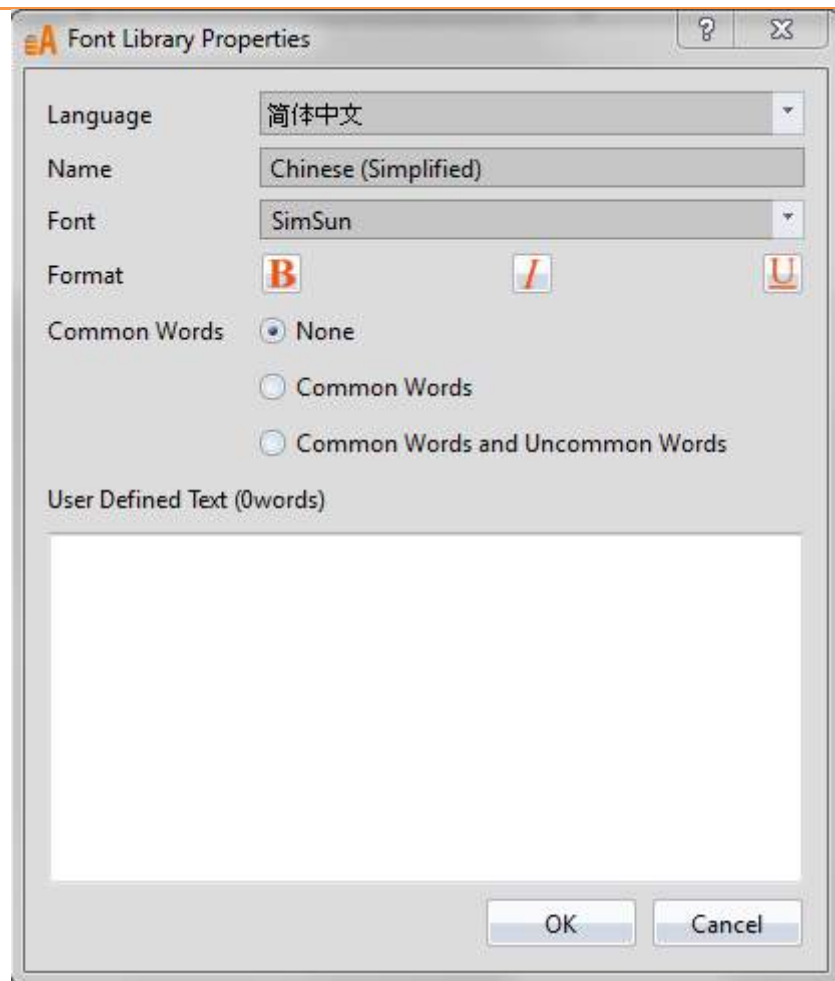 Font Library Properties
Language 简体中文
Name Chinese (Simplified)
Font SimSun
Format B I U
Common Words None
Common Words
Common Words and Uncommon Words
User Defined Text (0words)
OK Cancel